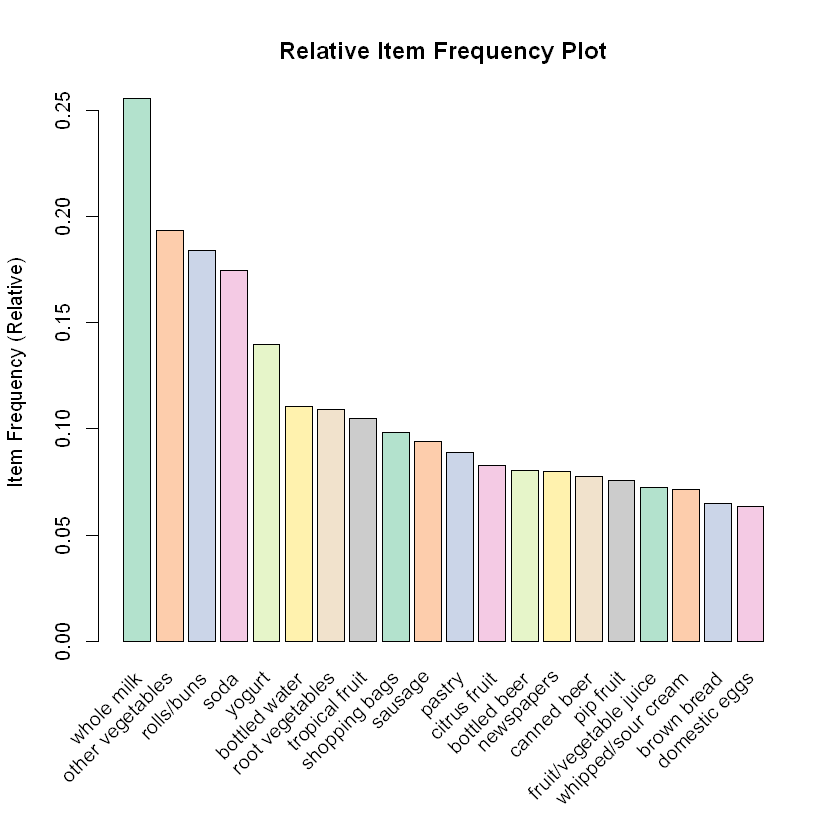 Relative Item Frequency Plot
Item Frequency (Relative)
0.25
0.20
0.15
0.10
0.05
0.00
whole milk
other vegetables
rolls/buns
soda
yogurt
bottled water
root vegetables
tropical fruit
shopping bags
sausage
pastry
citrus fruit
bottled beer
newspapers
canned beer
pip fruit
fruit/vegetable juice
whipped/sour cream
brown bread
domestic eggs